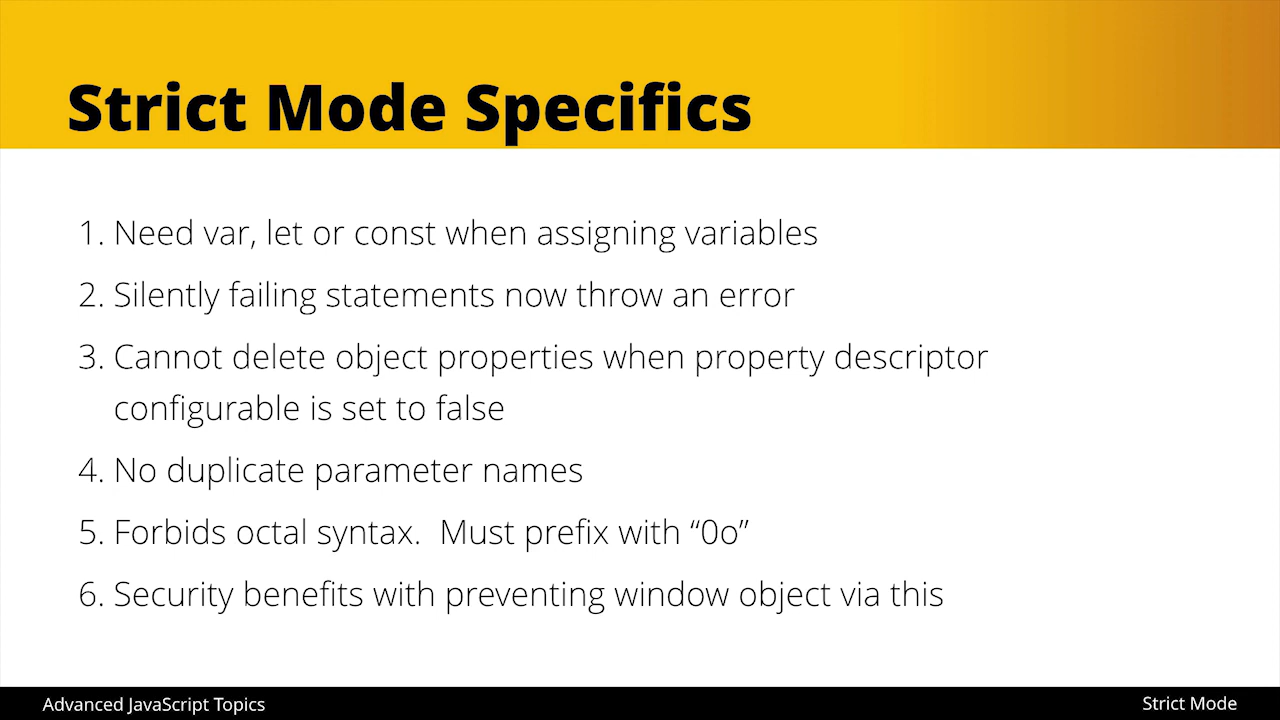 Strict Mode Specifics
1. Need var, let or const when assigning variables
2. Silently failing statements now throw an error
3. Cannot delete object properties when property descriptor
configurable is set to false
4. No duplicate parameter names
5. Forbids octal syntax.  Must prefix with “0o”
6. Security benefits with preventing window object via this
Advanced JavaScript Topics
Strict Mode